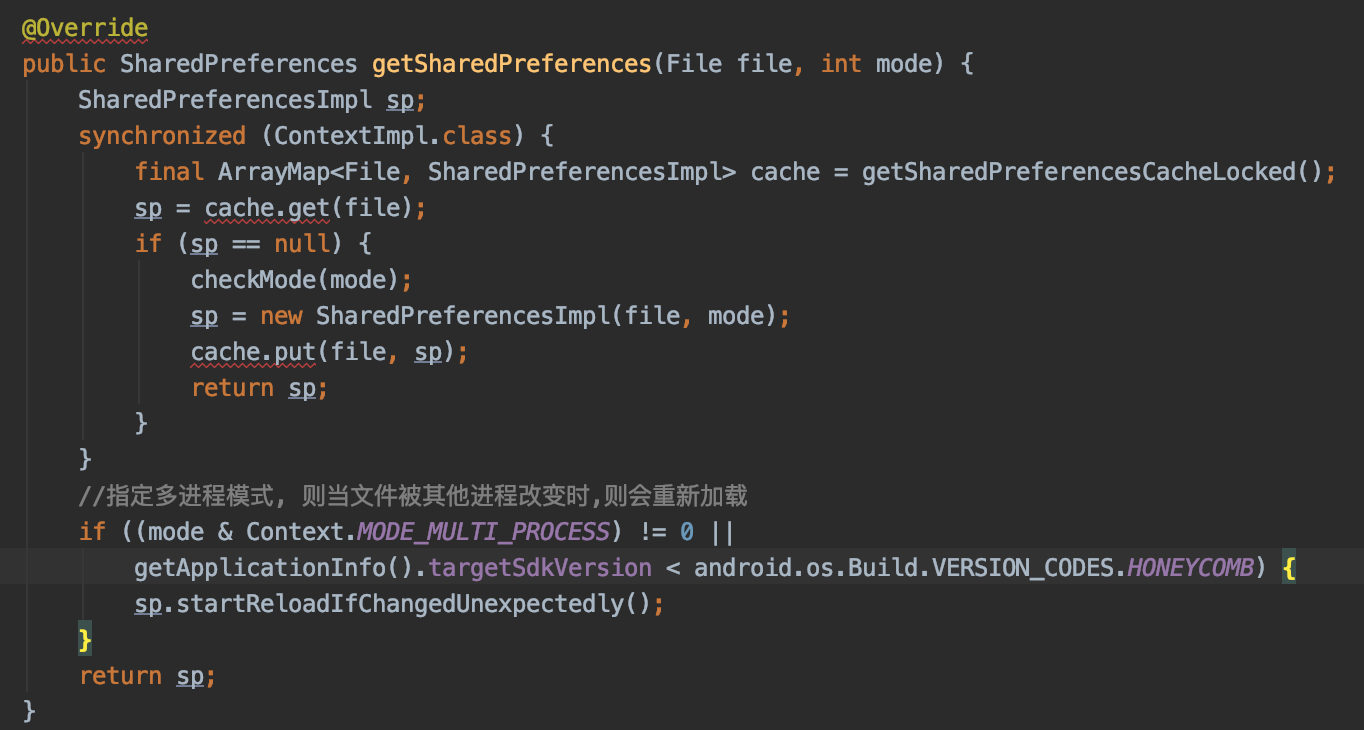 @Override
public SharedPreferences getSharedPreferences(File file, int mode) {
    SharedPreferencesImpl sp;
    synchronized (ContextImpl.class) {
        final ArrayMap<File, SharedPreferencesImpl> cache = getSharedPreferencesCacheLocked();
        sp = cache.get(file);
        if (sp == null) {
            checkMode(mode);
            sp = new SharedPreferencesImpl(file, mode);
            cache.put(file, sp);
            return sp;
        }
    }
    //指定多进程模式, 则当文件被其他进程改变时,则会重新加载
    if ((mode & Context.MODE_MULTI_PROCESS) != 0 ||
        getApplicationInfo().targetSdkVersion < android.os.Build.VERSION_CODES.HONEYCOMB) {
        sp.startReloadIfChangedUnexpectedly();
    }
    return sp;
}